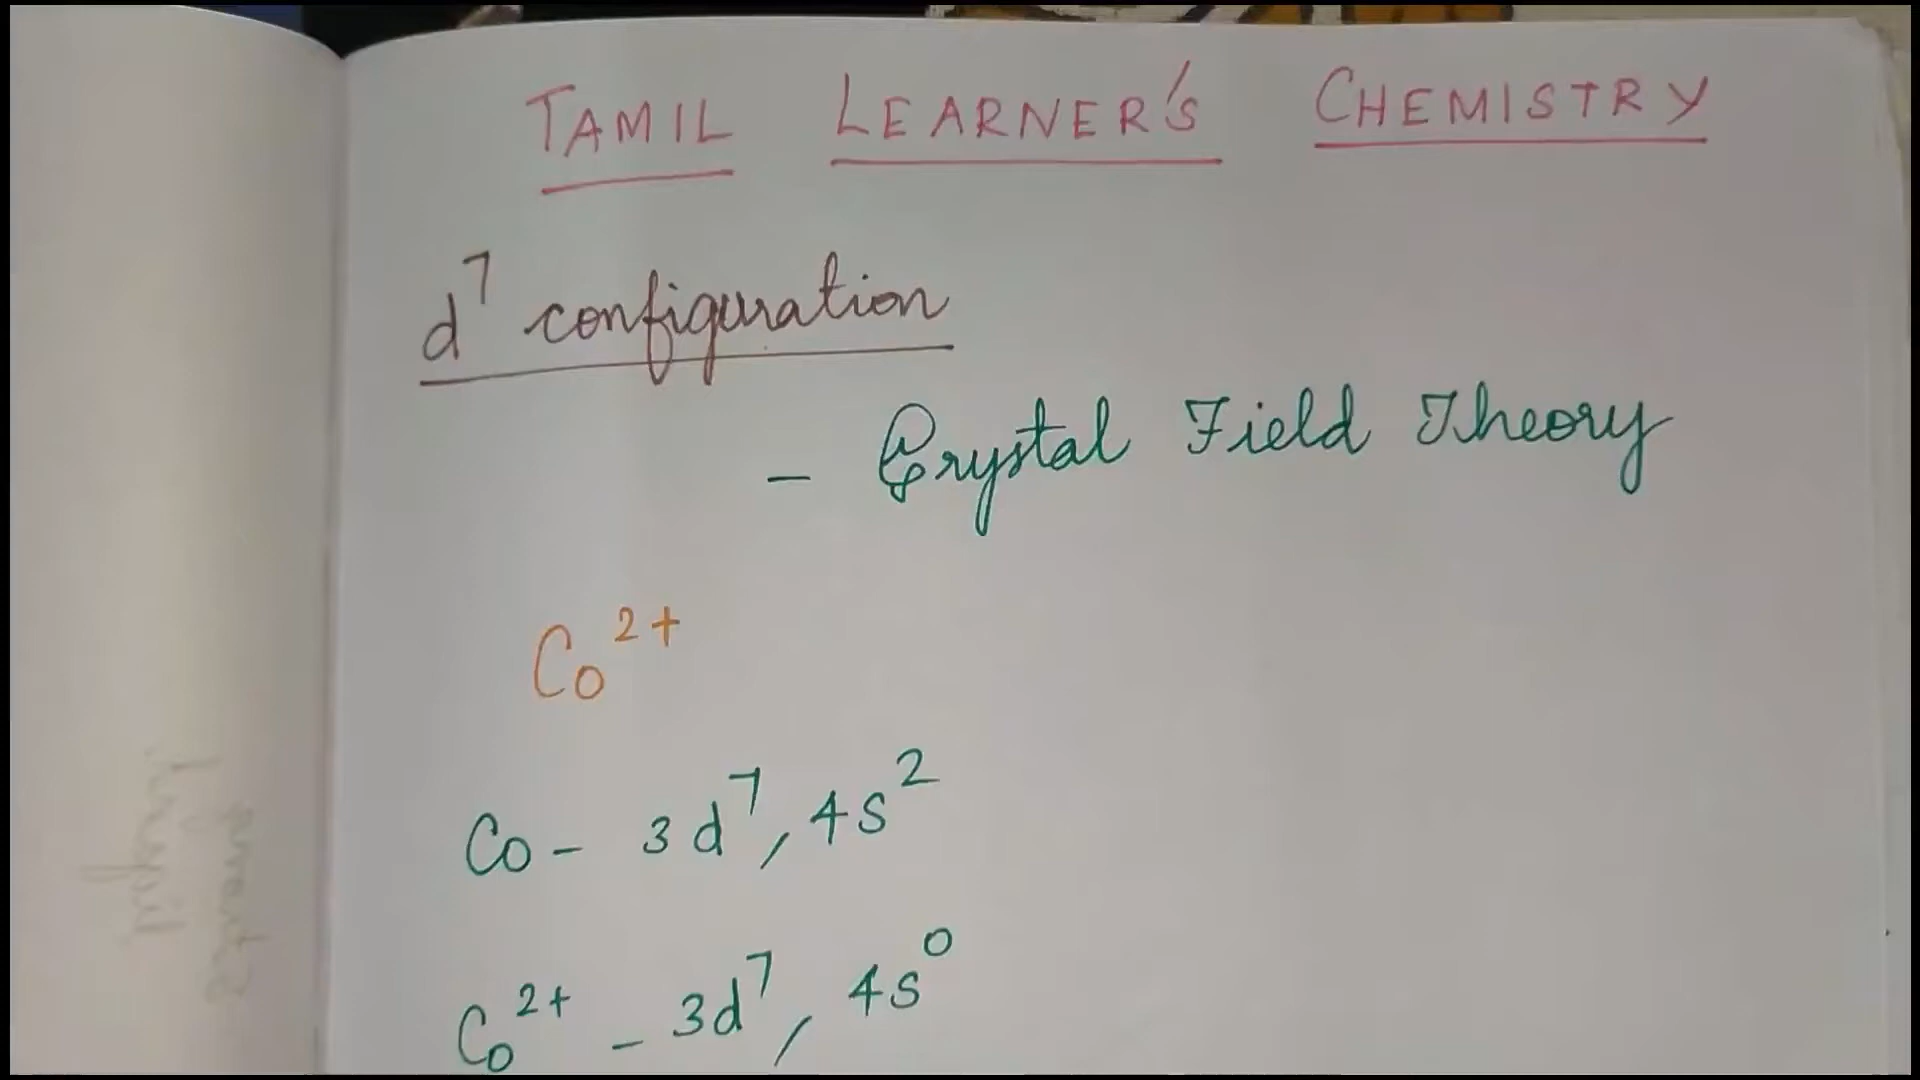 TAMIL LEARNER'S CHEMISTRY
d⁷ configuration
- Crystal Field Theory
Co²⁺
Co - 3d⁷, 4s²
Co²⁺ - 3d⁷, 4s⁰